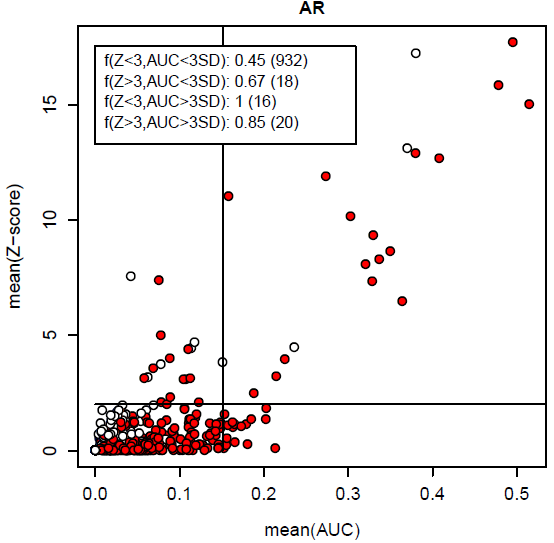 AR
f(Z<3,AUC<3SD): 0.45 (932)
f(Z>3,AUC<3SD): 0.67 (18)
f(Z<3,AUC>3SD): 1 (16)
f(Z>3,AUC>3SD): 0.85 (20)
mean(Z−score)
15
10
5
0
0.0 0.1 0.2 0.3 0.4 0.5
mean(AUC)